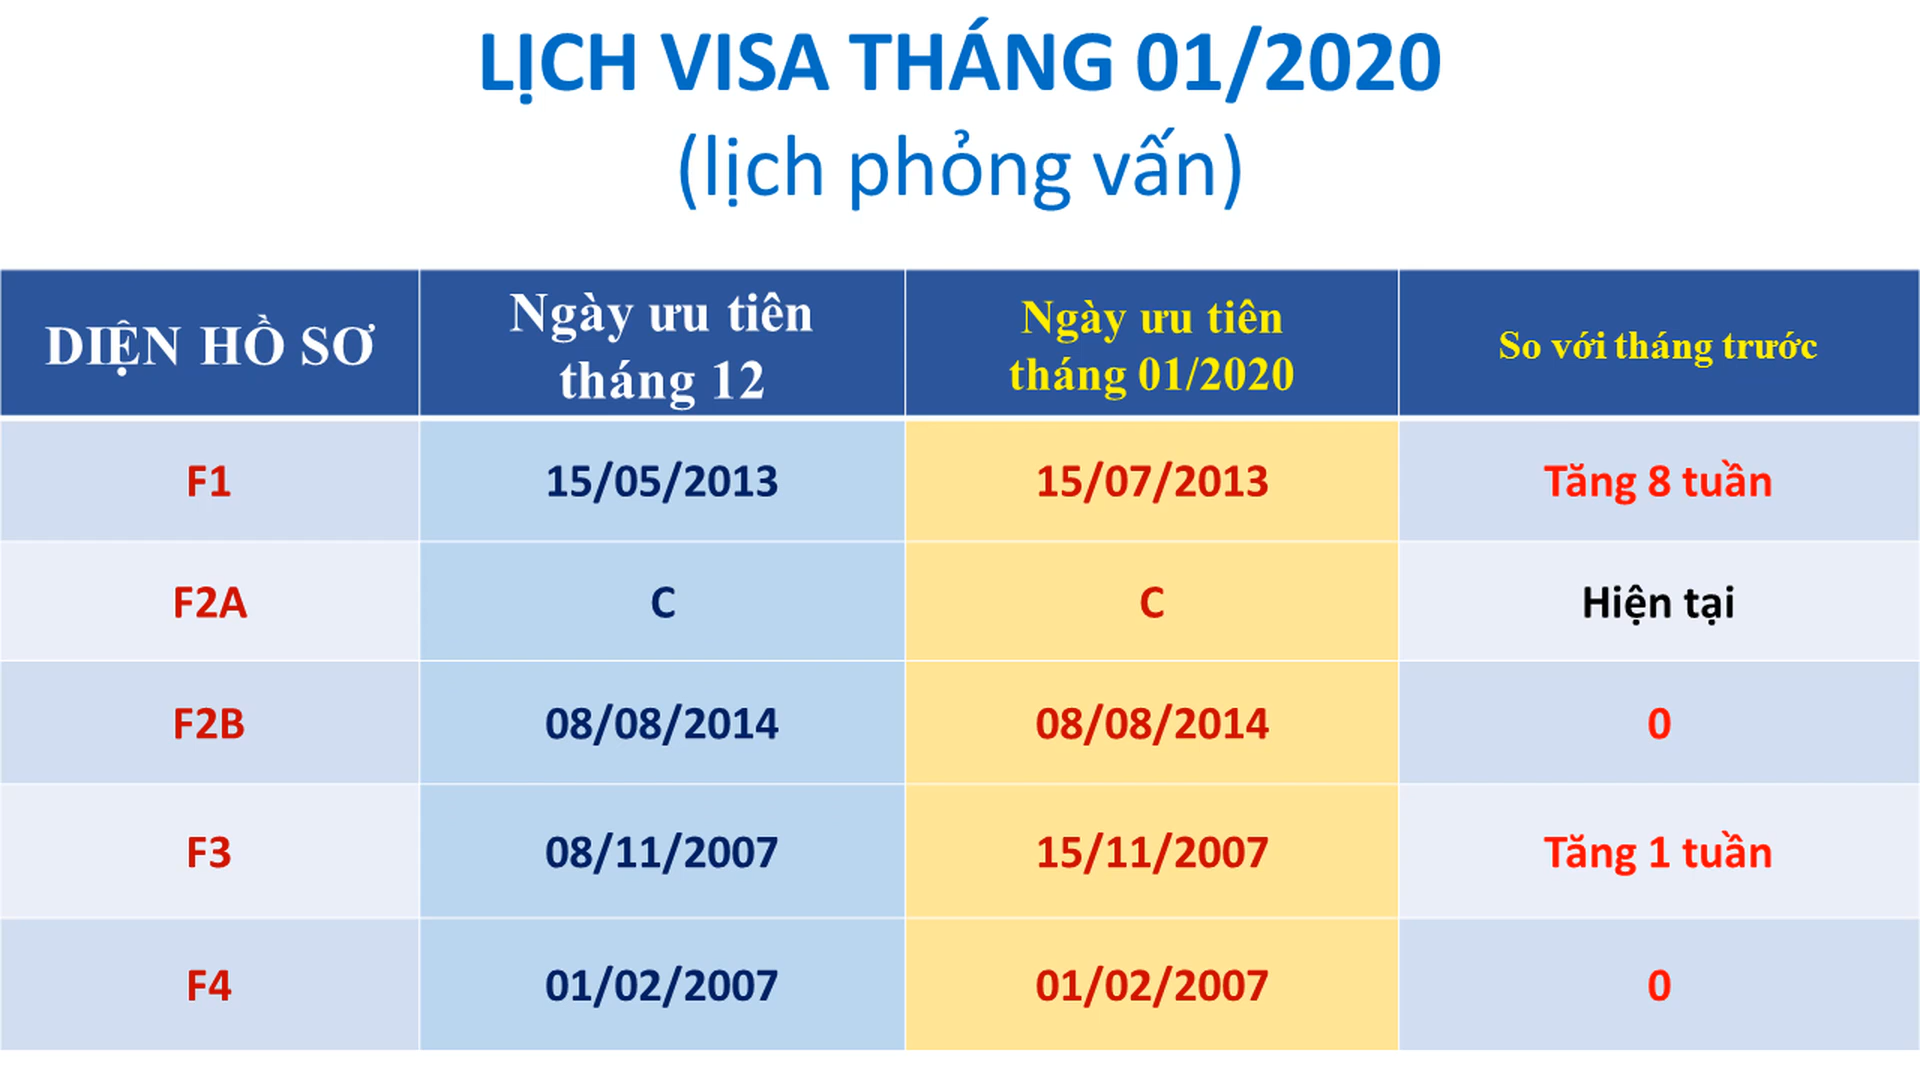 LỊCH VISA THÁNG 01/2020
(lịch phỏng vấn)
DIỆN HỒ SƠ
Ngày ưu tiên
tháng 12
Ngày ưu tiên
tháng 01/2020
So với tháng trước
F1
15/05/2013
15/07/2013
Tăng 8 tuần
F2A
C
C
Hiện tại
F2B
08/08/2014
08/08/2014
0
F3
08/11/2007
15/11/2007
Tăng 1 tuần
F4
01/02/2007
01/02/2007
0